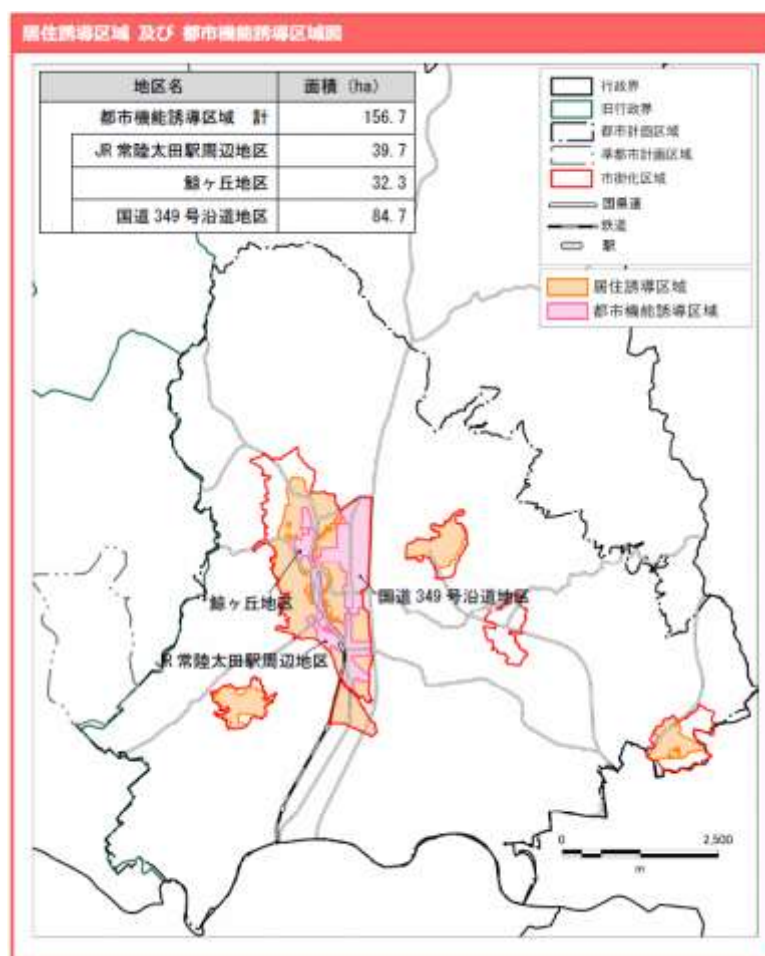 居住誘導区域 及び 都市機能誘導区域図
地区名 面積 (ha)
都市機能誘導区域 計 156.7
JR 常陸太田駅周辺地区 39.7
鯨ヶ丘地区 32.3
国道 349 号沿道地区 84.7
行政界
旧行政界
都市計画区域
準都市計画区域
市街化区域
国県道
鉄道
駅
居住誘導区域
都市機能誘導区域
鯨ヶ丘地区
国道 349 号沿道地区
JR 常陸太田駅周辺地区
0 2,500
m